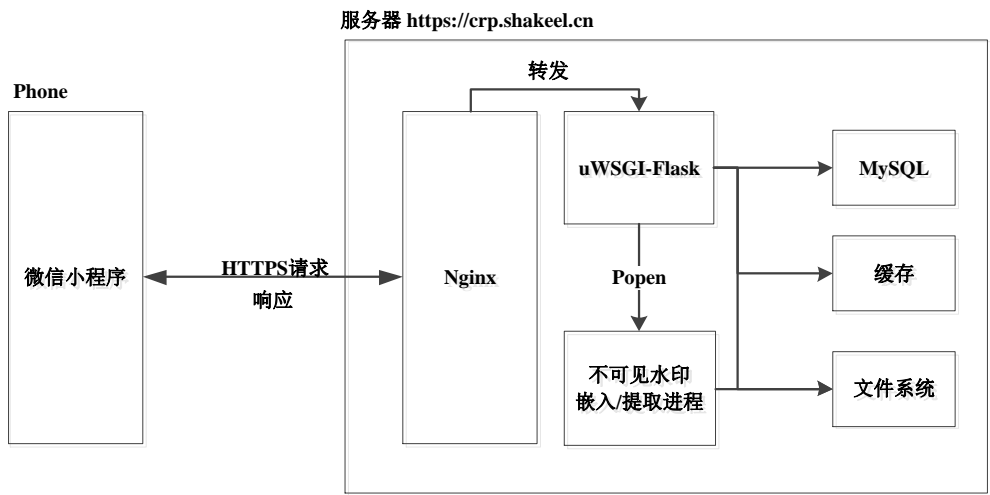 服务器 https://crp.shakeel.cn
转发
Phone
uWSGI-Flask
MySQL
微信小程序
HTTPS请求
响应
Nginx
Popen
缓存
不可见水印
嵌入/提取进程
文件系统